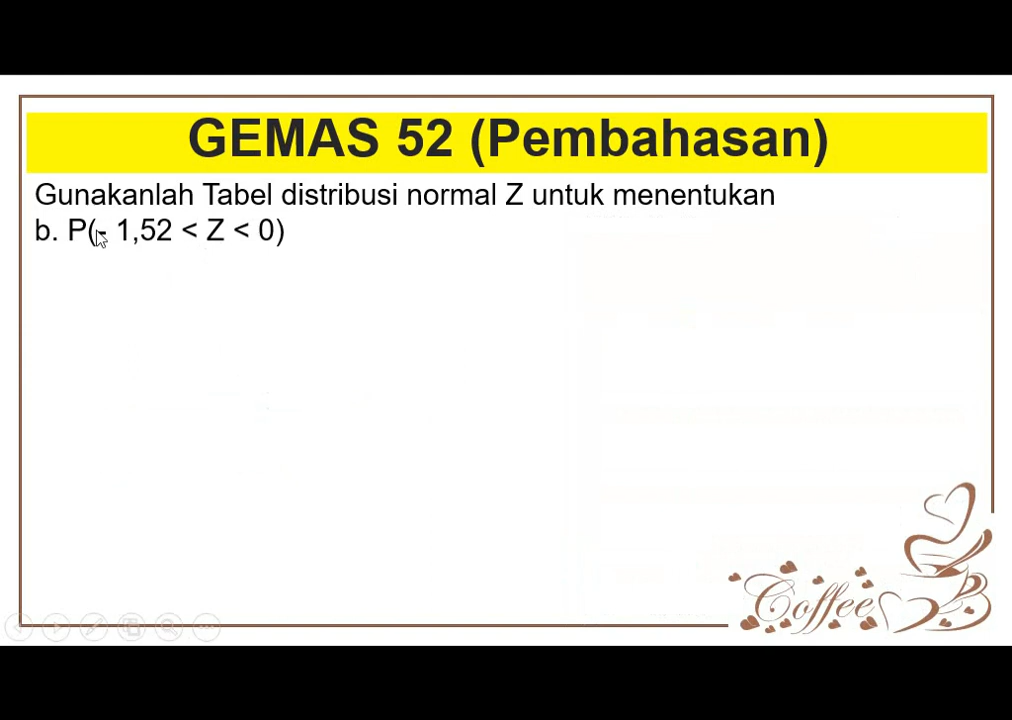 GEMAS 52 (Pembahasan)
Gunakanlah Tabel distribusi normal Z untuk menentukan
b. P(- 1,52 < Z < 0)
Coffee